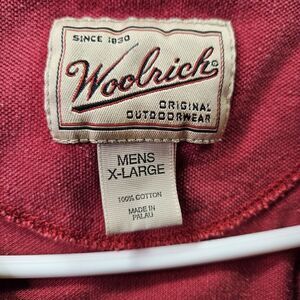 SINCE 1830
Woolrich®
ORIGINAL
OUTDOORWEAR
MENS
X-LARGE
100% COTTON
MADE IN
PALAU